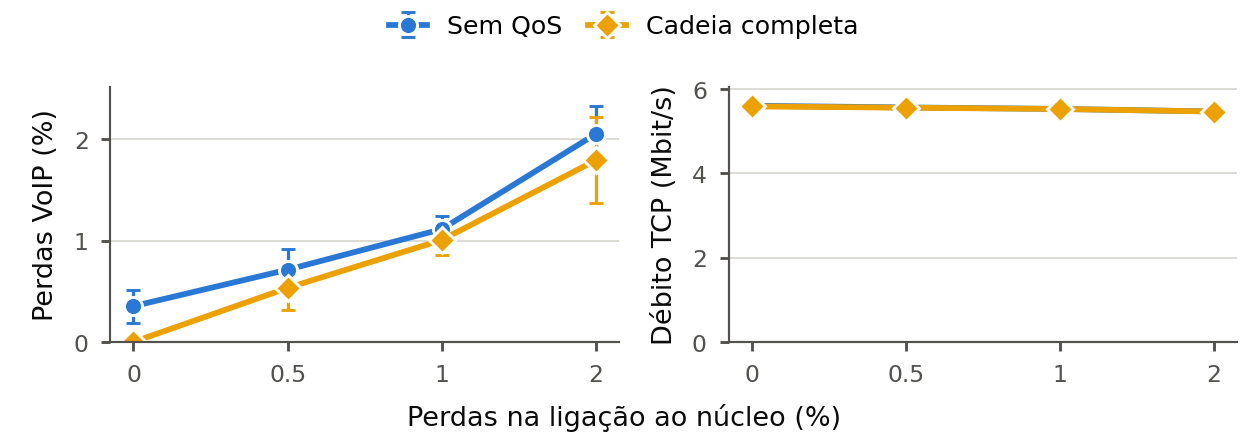 Sem QoS Cadeia completa
Perdas VoIP (%)
2
1
0
0 0.5 1 2
Débito TCP (Mbit/s)
6
4
2
0
0 0.5 1 2
Perdas na ligação ao núcleo (%)